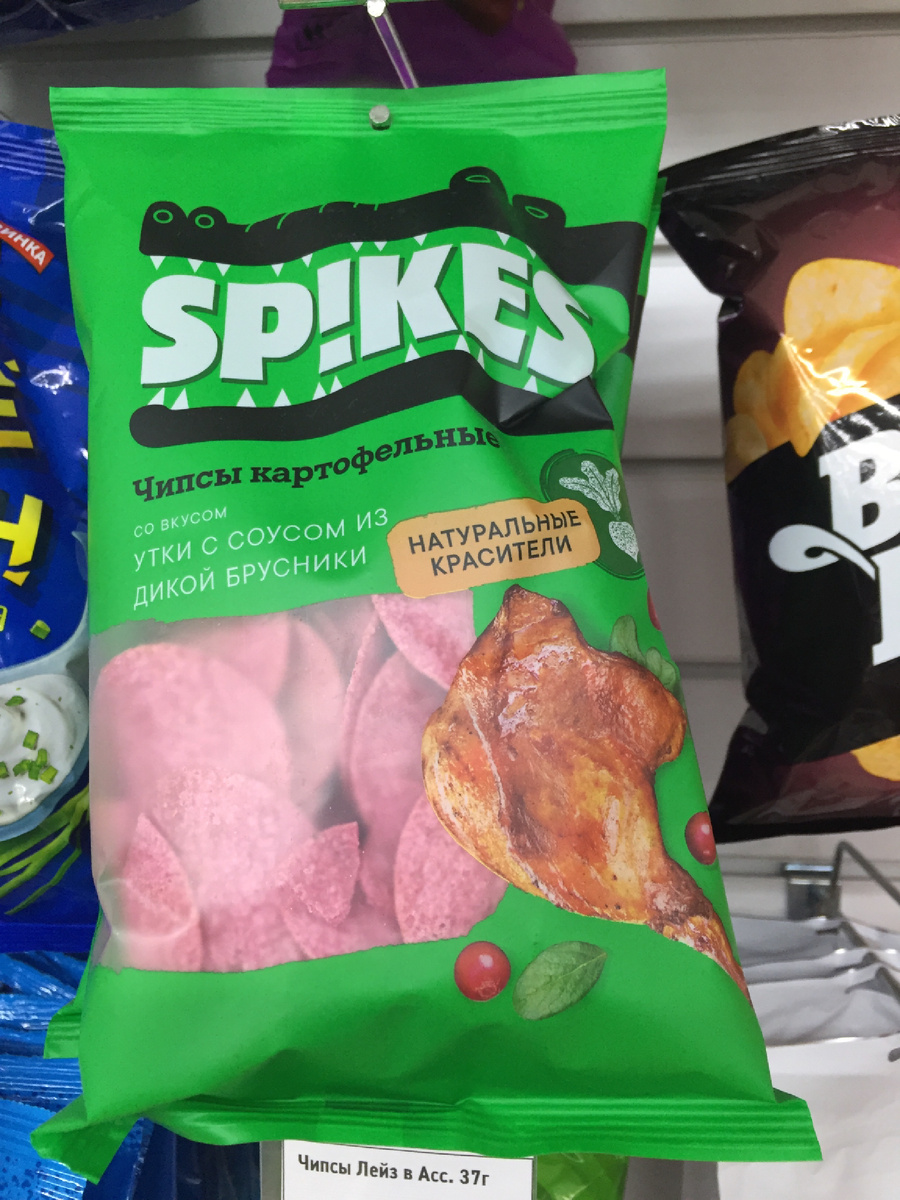 SP!KES
Чипсы картофельные
СО ВКУСОМ
УТКИ С СОУСОМ ИЗ
ДИКОЙ БРУСНИКИ
НАТУРАЛЬНЫЕ
КРАСИТЕЛИ
Чипсы Лейз в Асс. 37г